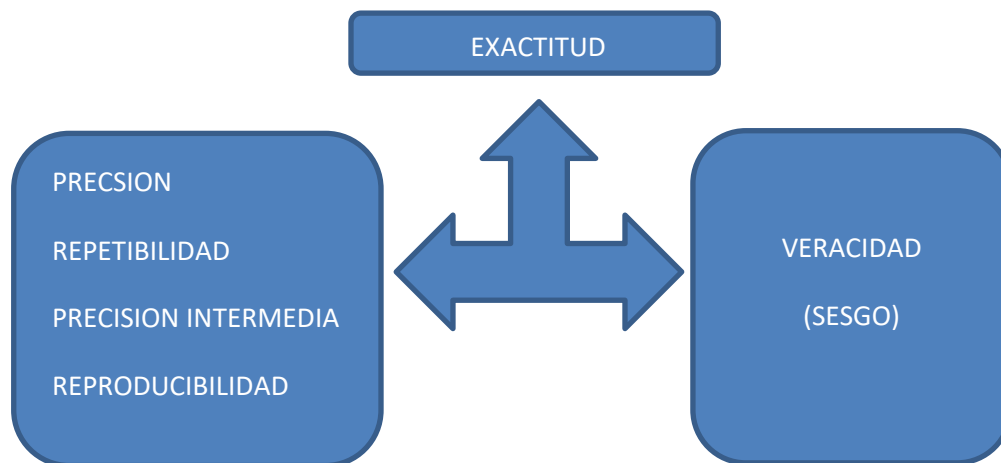 EXACTITUD
PRECSION
REPETIBILIDAD
PRECISION INTERMEDIA
REPRODUCIBILIDAD
VERACIDAD
(SESGO)